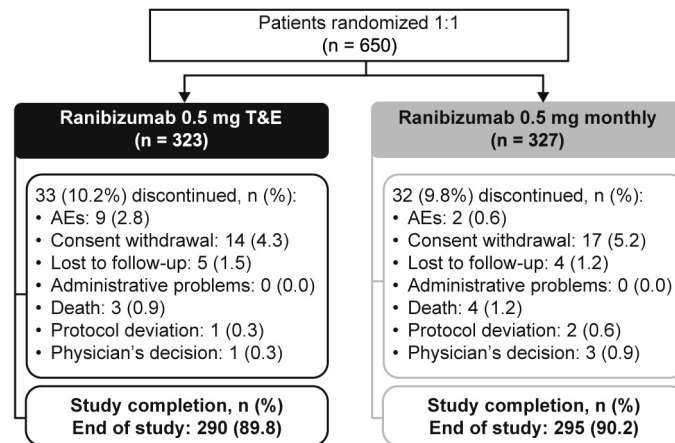 Patients randomized 1:1
(n = 650)
Ranibizumab 0.5 mg T&E
(n = 323)
33 (10.2%) discontinued, n (%):
• AEs: 9 (2.8)
• Consent withdrawal: 14 (4.3)
• Lost to follow-up: 5 (1.5)
• Administrative problems: 0 (0.0)
• Death: 3 (0.9)
• Protocol deviation: 1 (0.3)
• Physician’s decision: 1 (0.3)
Study completion, n (%)
End of study: 290 (89.8)
Ranibizumab 0.5 mg monthly
(n = 327)
32 (9.8%) discontinued, n (%):
• AEs: 2 (0.6)
• Consent withdrawal: 17 (5.2)
• Lost to follow-up: 4 (1.2)
• Administrative problems: 0 (0.0)
• Death: 4 (1.2)
• Protocol deviation: 2 (0.6)
• Physician’s decision: 3 (0.9)
Study completion, n (%)
End of study: 295 (90.2)